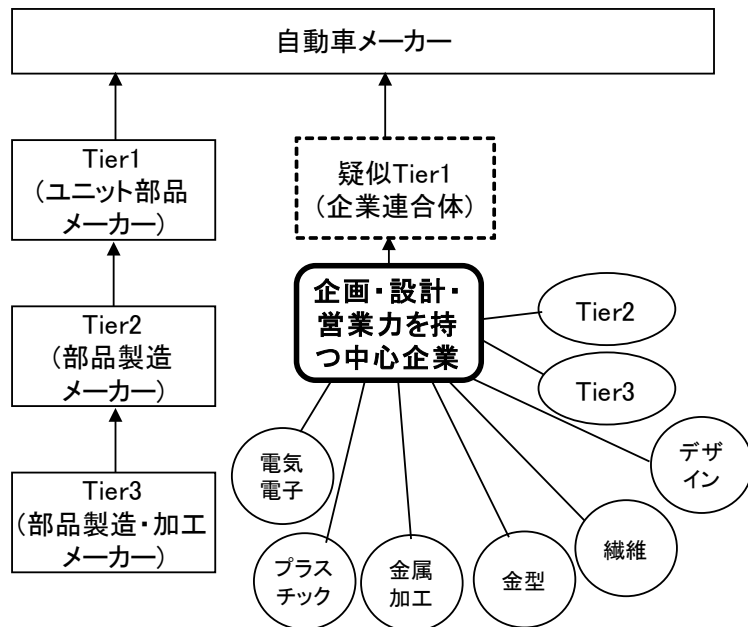 自動車メーカー
Tier1
(ユニット部品
メーカー)
Tier2
(部品製造
メーカー)
Tier3
(部品製造・加工
メーカー)
疑似Tier1
(企業連合体)
企画・設計・
営業力を持
つ中心企業
Tier2
Tier3
デザ
イン
繊維
金型
金属
加工
プラス
チック
電気
電子